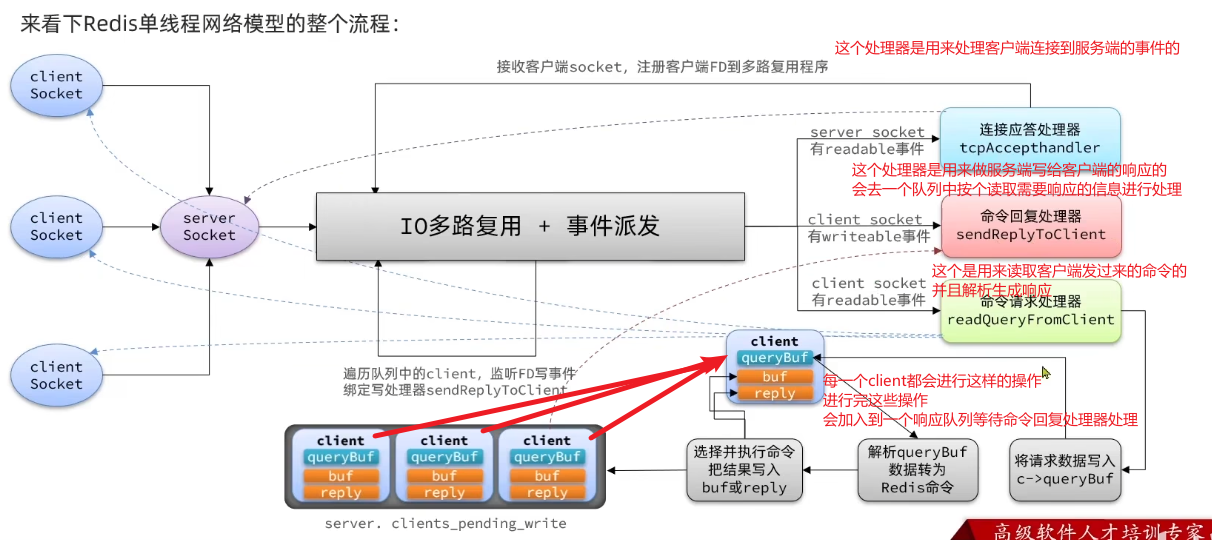 来看下Redis单线程网络模型的整个流程：
这个处理器是用来处理客户端连接到服务端的事件的
接收客户端socket，注册客户端FD到多路复用程序
client
Socket
server socket
有readable事件
连接应答处理器
tcpAccepthandler
这个处理器是用来做服务端写给客户端的响应的
会去一个队列中按个读取需要响应的信息进行处理
client
Socket
server
Socket
IO多路复用 + 事件派发
client socket
有writeable事件
命令回复处理器
sendReplyToClient
这个是用来读取客户端发过来的命令的
并且解析生成响应
client socket
有readable事件
命令请求处理器
readQueryFromClient
client
Socket
遍历队列中的client，监听FD写事件
绑定写处理器sendReplyToClient
client
queryBuf
buf
reply
每一个client都会进行这样的操作
进行完这些操作
会加入到一个响应队列等待命令回复处理器处理
client
queryBuf
buf
reply
client
queryBuf
buf
reply
client
queryBuf
buf
reply
server. clients_pending_write
选择并执行命令
把结果写入
buf或reply
解析queryBuf
数据转为
Redis命令
将请求数据写入
c->queryBuf
高级软件人才培训专家